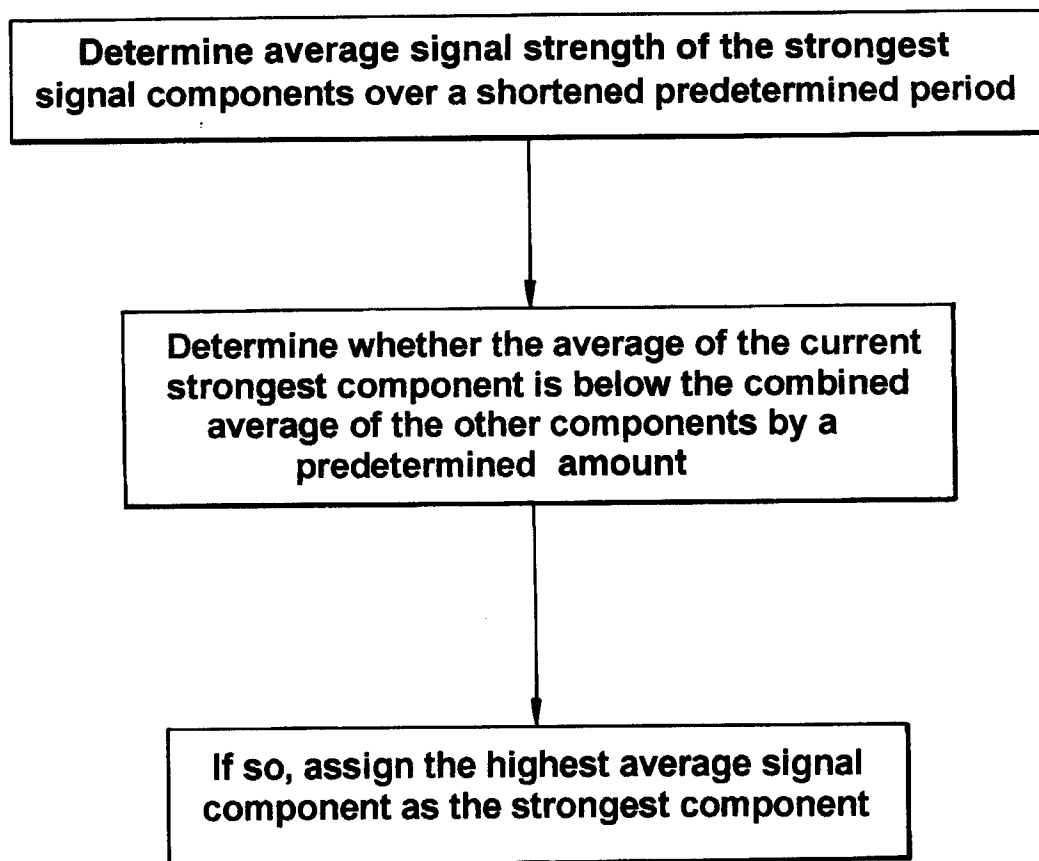 Determine average signal strength of the strongest
signal components over a shortened predetermined period
Determine whether the average of the current
strongest component is below the combined
average of the other components by a
predetermined amount
If so, assign the highest average signal
component as the strongest component